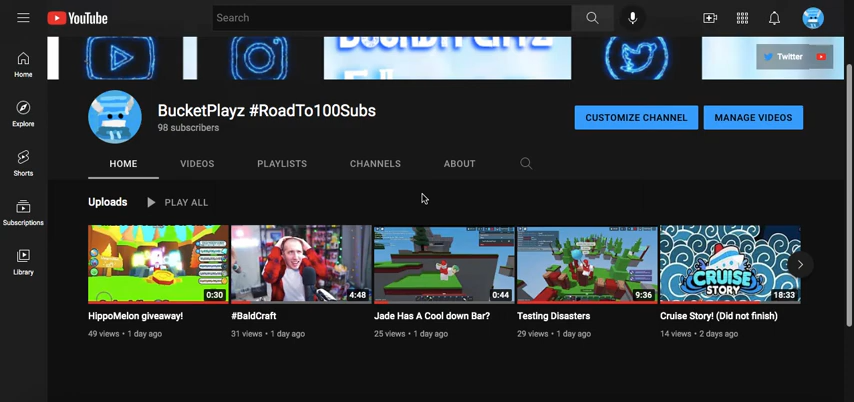 YouTube
Search
Home
Explore
Shorts
Subscriptions
Library
Twitter
BucketPlayz #RoadTo100Subs
98 subscribers
CUSTOMIZE CHANNEL
MANAGE VIDEOS
HOME VIDEOS PLAYLISTS CHANNELS ABOUT
Uploads PLAY ALL
0:30 4:48 0:44 9:36 18:33
CRUISE
STORY
HippoMelon giveaway! #BaldCraft Jade Has A Cool down Bar? Testing Disasters Cruise Story! (Did not finish)
49 views • 1 day ago 31 views • 1 day ago 25 views • 1 day ago 29 views • 1 day ago 14 views • 2 days ago